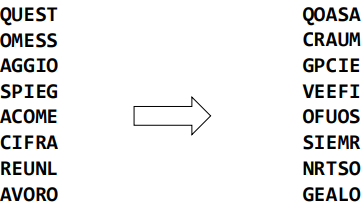 QUEST QOASA
OMESS CRAUM
AGGIO GPCIE
SPIEG VEEFI
ACOME OFUOS
CIFRA SIEMR
REUNL NRTSO
AVORO GEALO